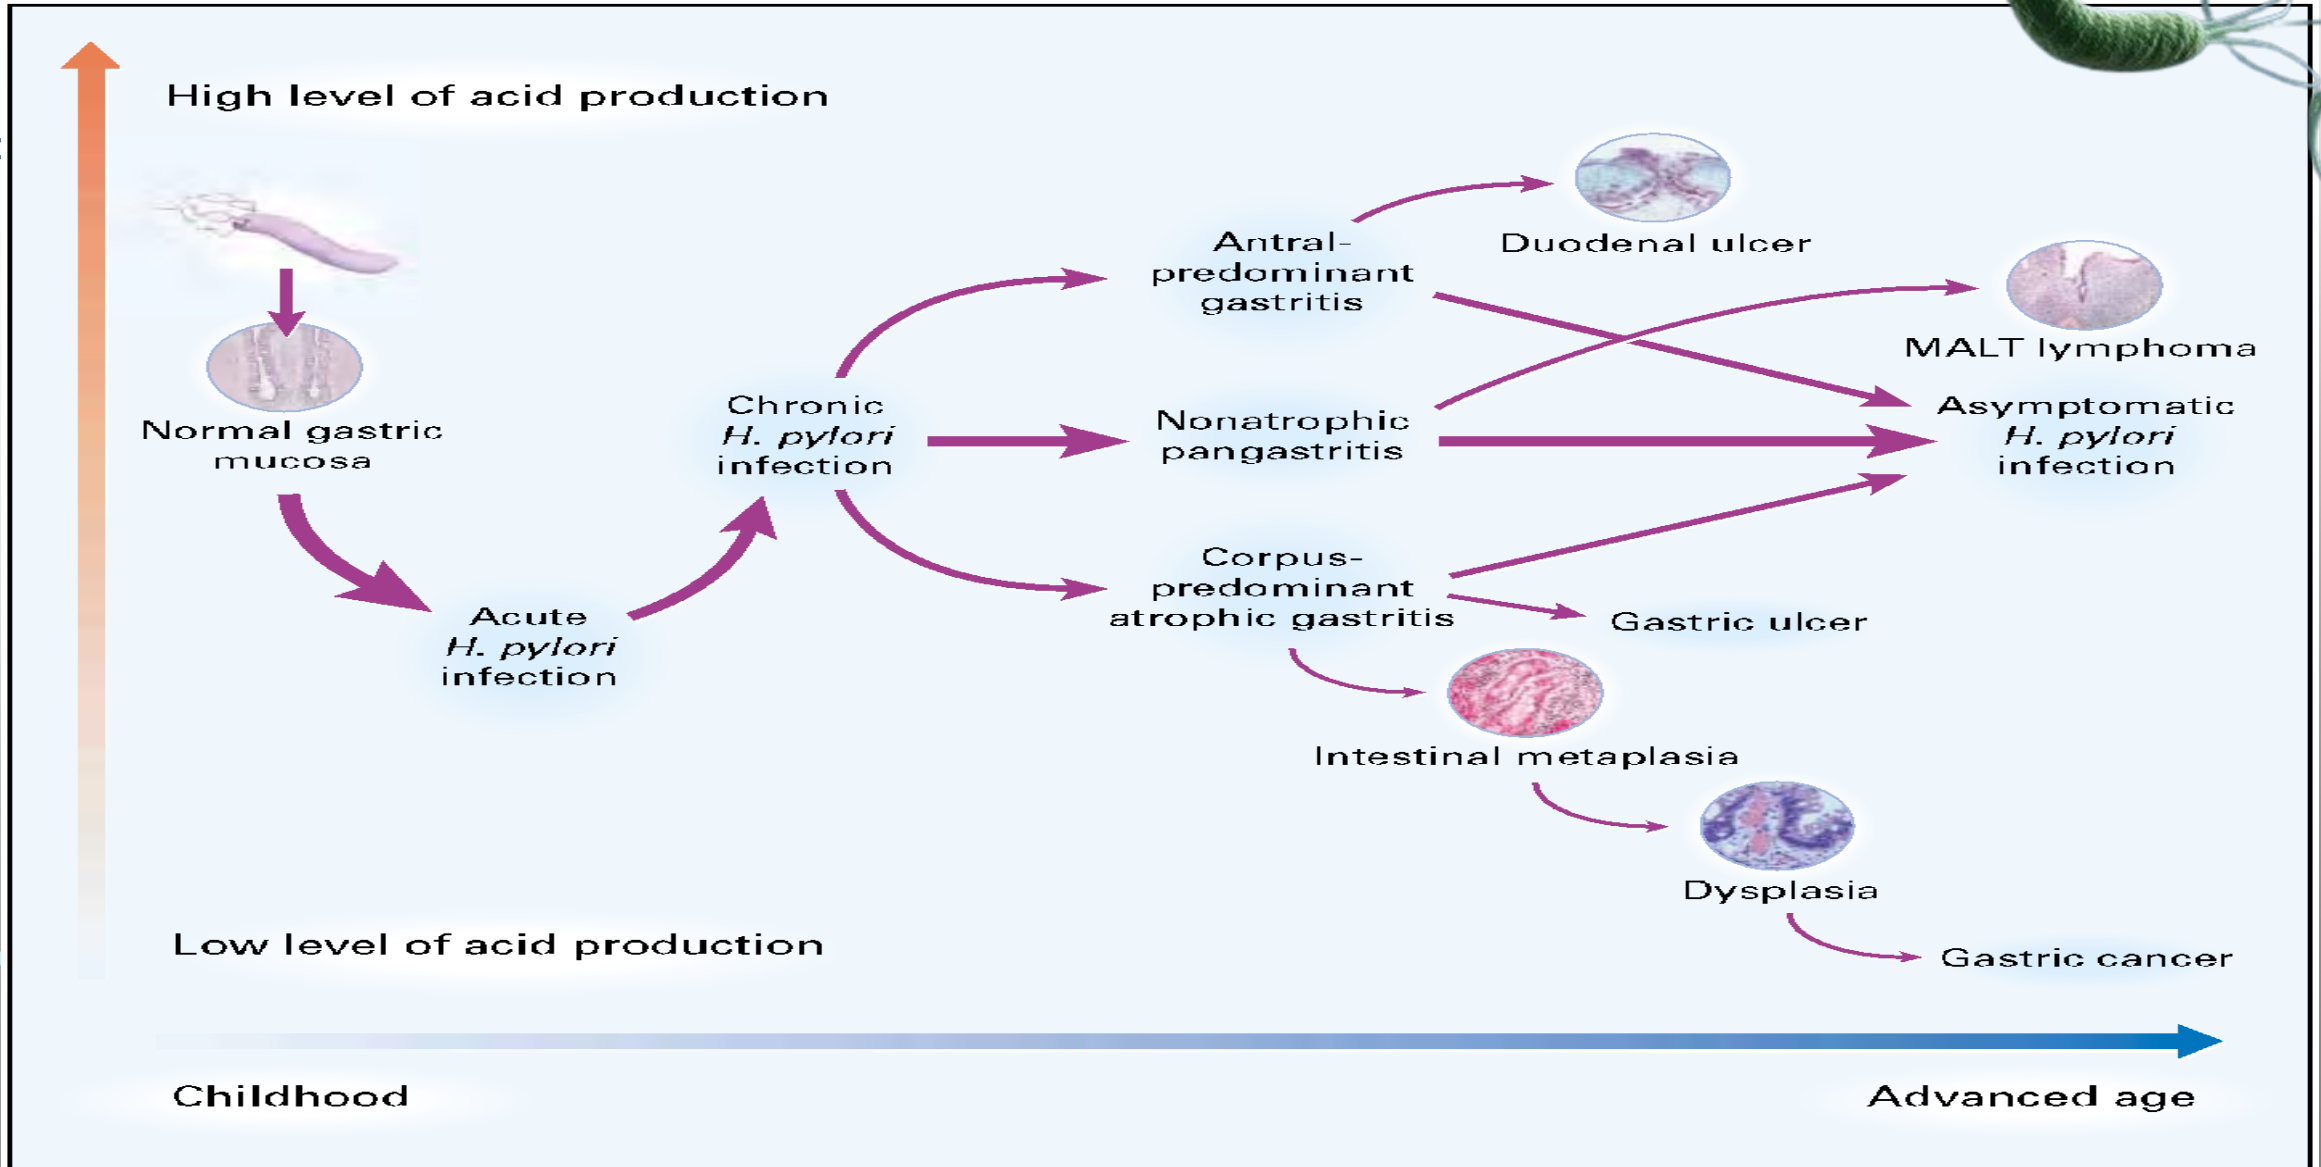 High level of acid production
Normal gastric
mucosa
Acute
H. pylori
infection
Chronic
H. pylori
infection
Antral-
predominant
gastritis
Nonatrophic
pangastritis
Corpus-
predominant
atrophic gastritis
Duodenal ulcer
MALT lymphoma
Asymptomatic
H. pylori
infection
Gastric ulcer
Intestinal metaplasia
Dysplasia
Gastric cancer
Low level of acid production
Childhood
Advanced age